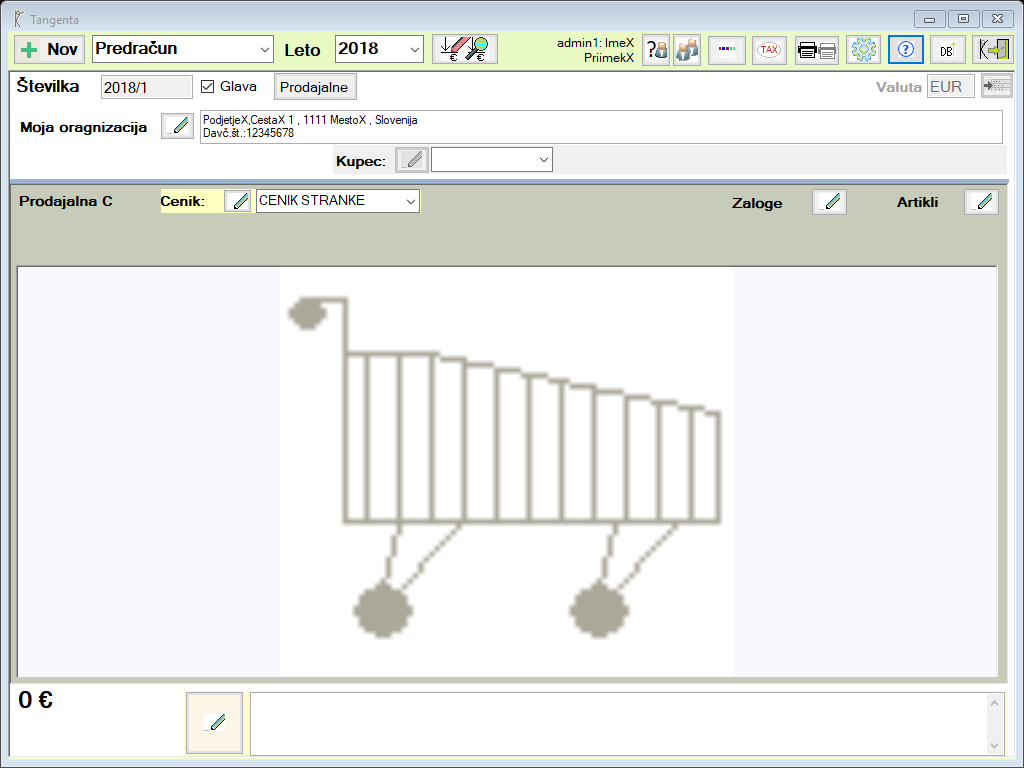 Tangenta
Nov
Predračun
Leto
2018
admin1: ImeX
PriimekX
TAX
DB
Številka
2018/1
Glava
Prodajalne
Valuta
EUR
Moja oragnizacija
PodjetjeX,CestaX 1 , 1111 MestoX , Slovenija
Davč.št.:12345678
Kupec:
Prodajalna C
Cenik:
CENIK STRANKE
Zaloge
Artikli
0 €